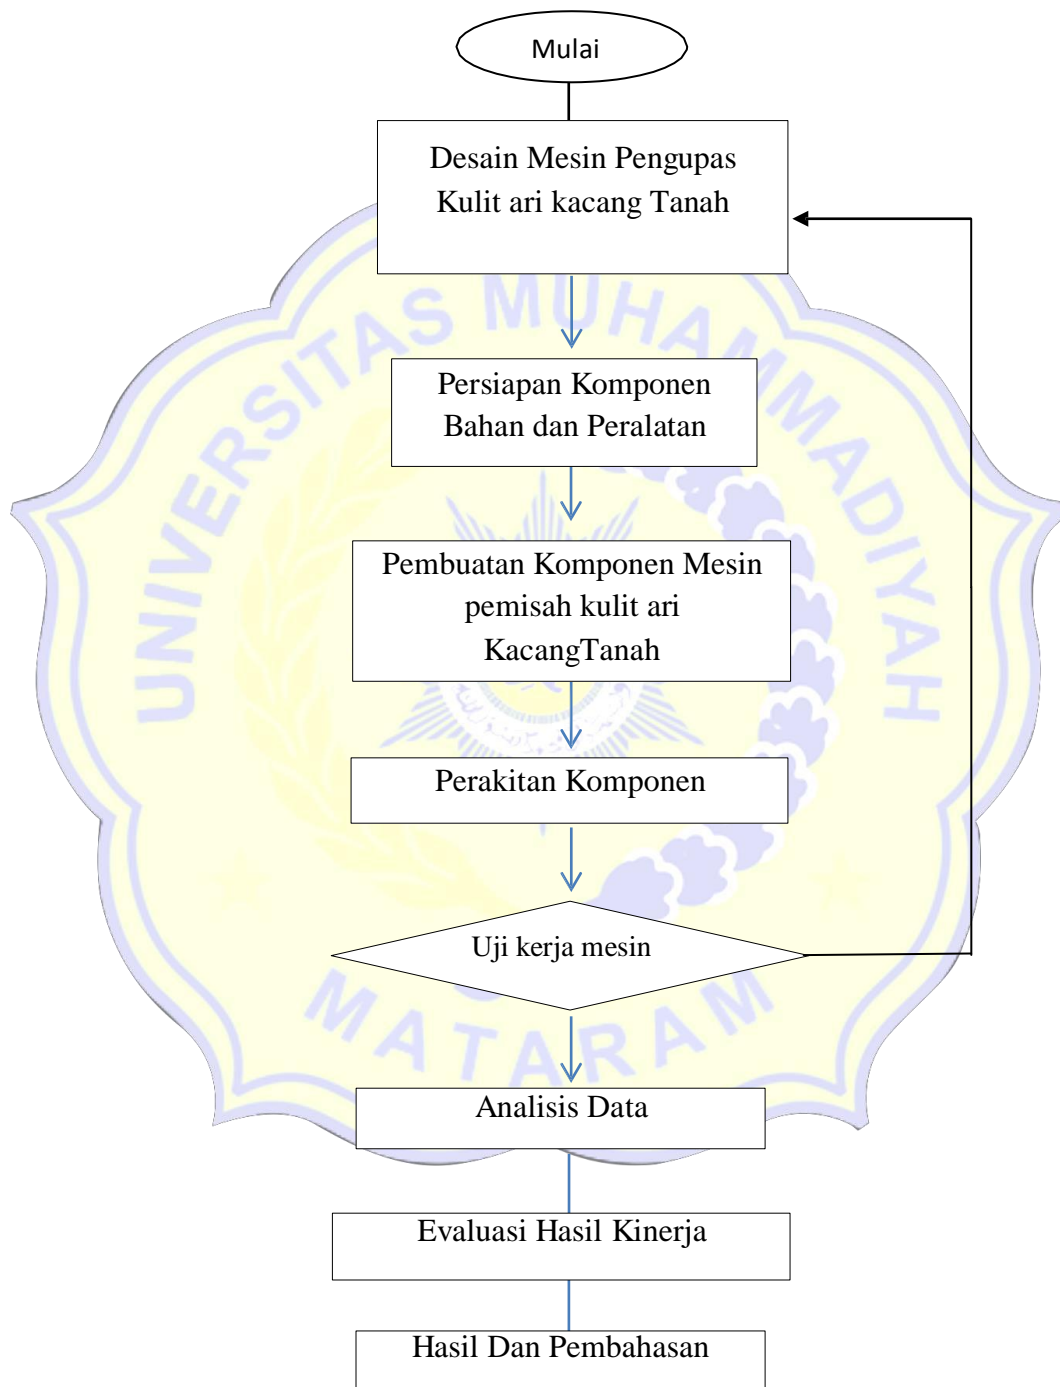 Mulai
Desain Mesin Pengupas
Kulit ari kacang Tanah
UNIVERSITAS MUHAMMADIYAH
Persiapan Komponen
Bahan dan Peralatan
Pembuatan Komponen Mesin
pemisah kulit ari
KacangTanah
Perakitan Komponen
Uji kerja mesin
MATARAM
Analisis Data
Evaluasi Hasil Kinerja
Hasil Dan Pembahasan